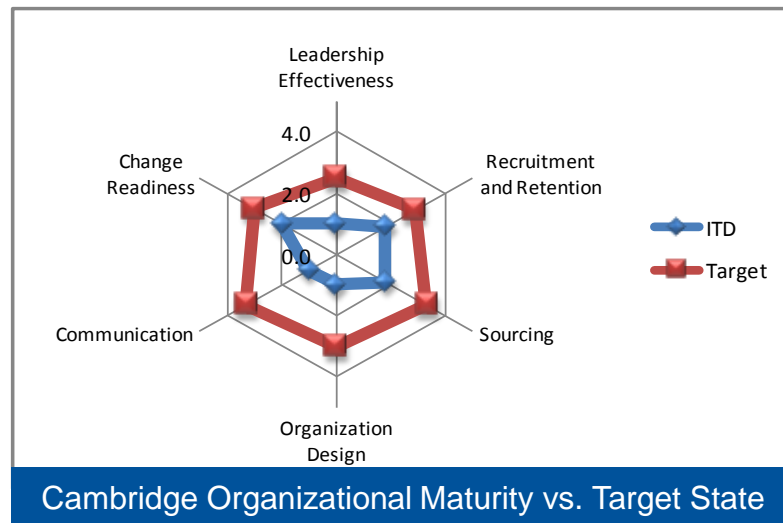 Leadership
Effectiveness
4.0
Change
Readiness
Recruitment
and Retention
2.0
ITD
0.0
Target
Communication
Sourcing
Organization
Design
Cambridge Organizational Maturity vs. Target State